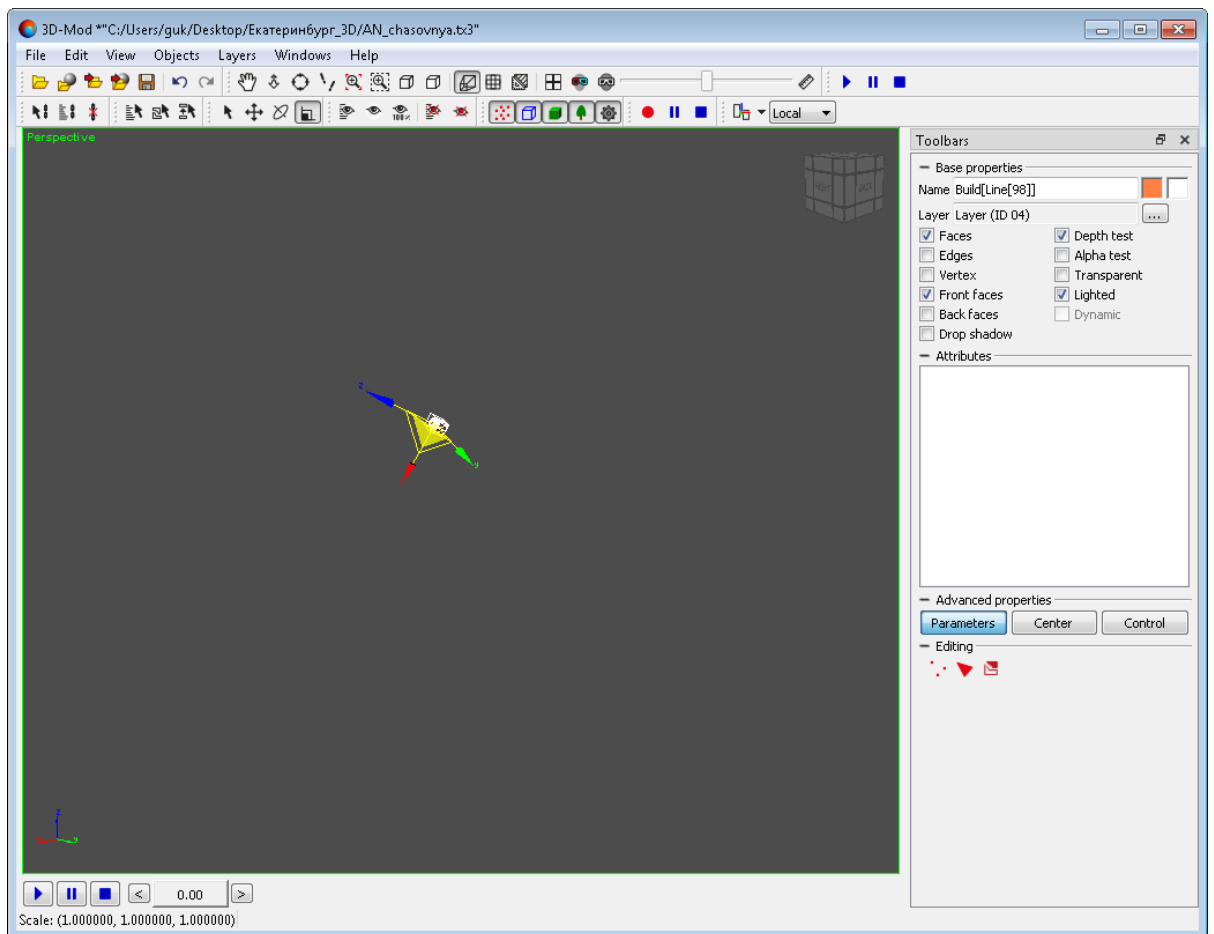 3D-Mod *"C:/Users/guk/Desktop/Екатеринбург_3D/AN_chasovnya.tx3"
File Edit View Objects Layers Windows Help
100%
Local
Perspective
Toolbars
Base properties
Name Build[Line[98]]
Layer Layer (ID 04) ...
Faces Depth test
Edges Alpha test
Vertex Transparent
Front faces Lighted
Back faces Dynamic
Drop shadow
Attributes
z
y
Advanced properties
Parameters Center Control
Editing
z
x y
< 0.00 >
Scale: (1.000000, 1.000000, 1.000000)